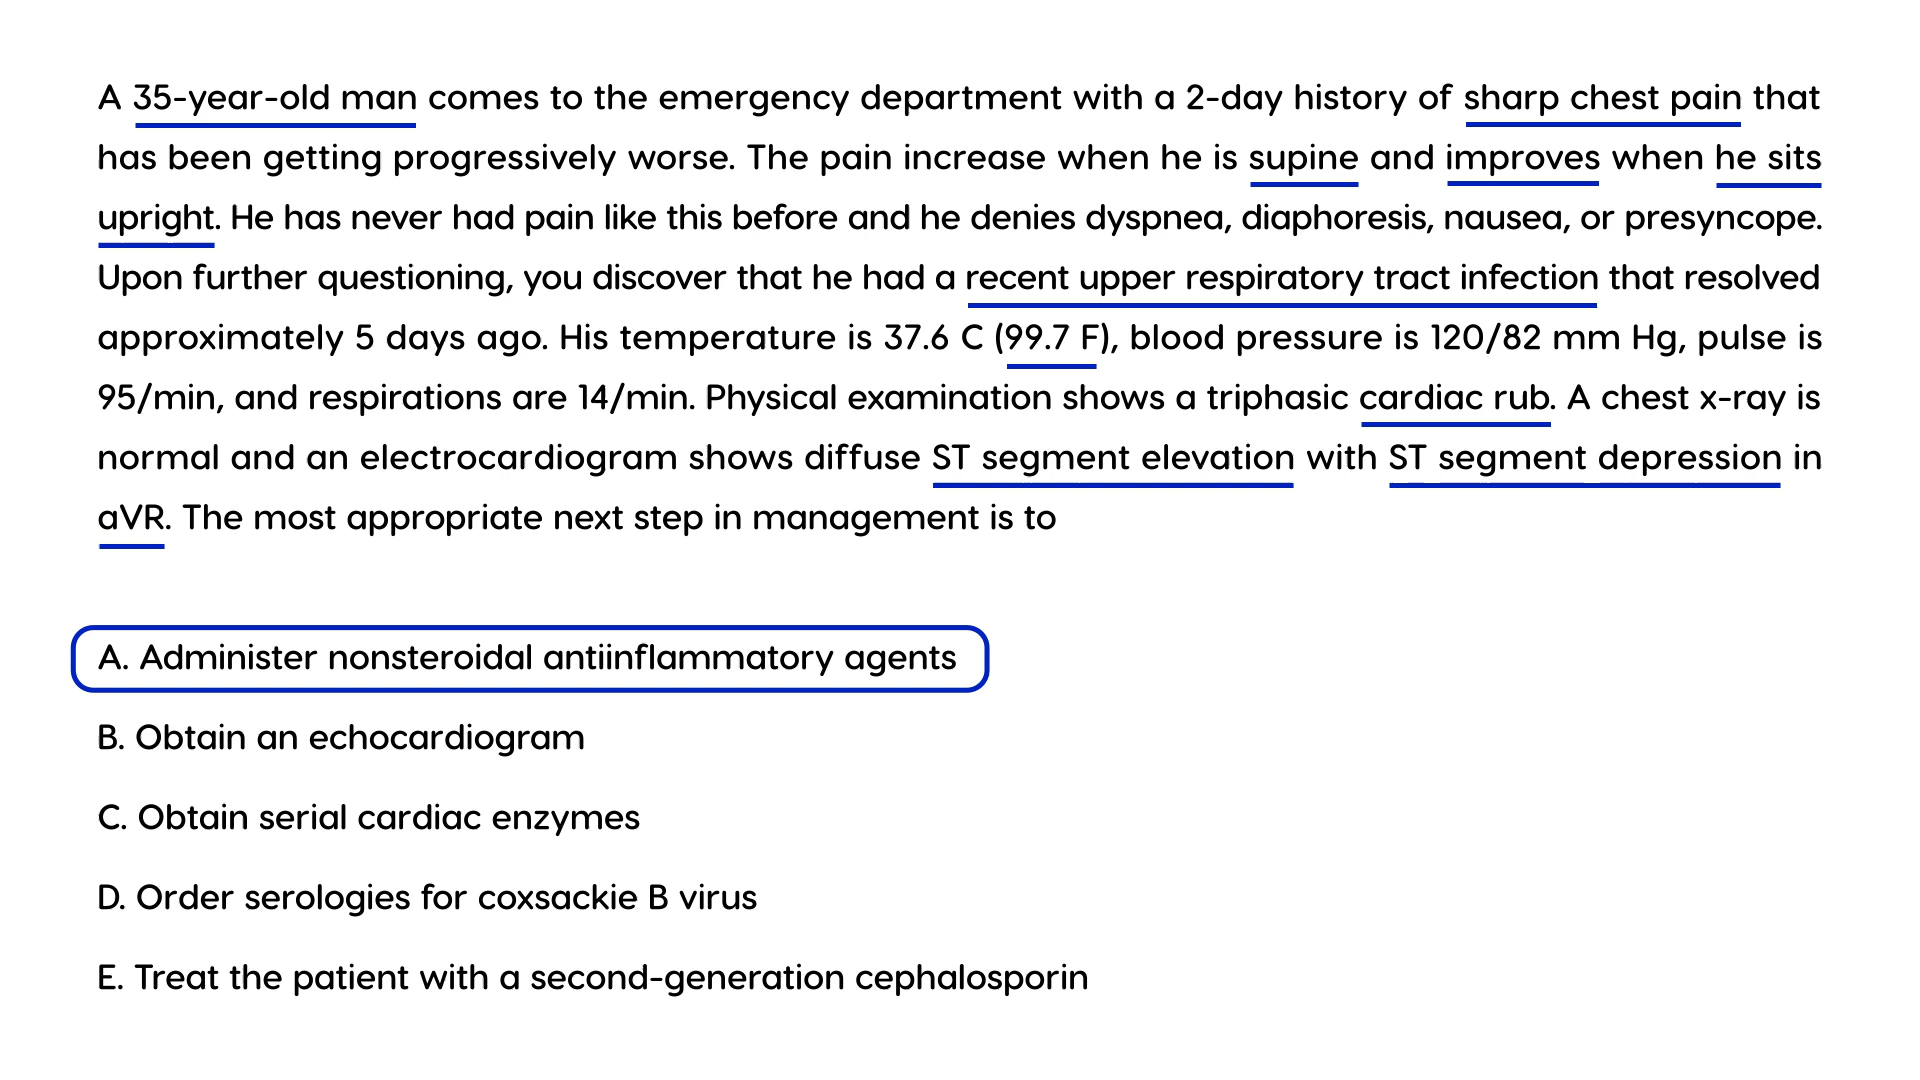 A 35-year-old man comes to the emergency department with a 2-day history of sharp chest pain that
has been getting progressively worse. The pain increase when he is supine and improves when he sits
upright. He has never had pain like this before and he denies dyspnea, diaphoresis, nausea, or presyncope.
Upon further questioning, you discover that he had a recent upper respiratory tract infection that resolved
approximately 5 days ago. His temperature is 37.6 C (99.7 F), blood pressure is 120/82 mm Hg, pulse is
95/min, and respirations are 14/min. Physical examination shows a triphasic cardiac rub. A chest x-ray is
normal and an electrocardiogram shows diffuse ST segment elevation with ST segment depression in
aVR. The most appropriate next step in management is to
A. Administer nonsteroidal antiinflammatory agents
B. Obtain an echocardiogram
C. Obtain serial cardiac enzymes
D. Order serologies for coxsackie B virus
E. Treat the patient with a second-generation cephalosporin